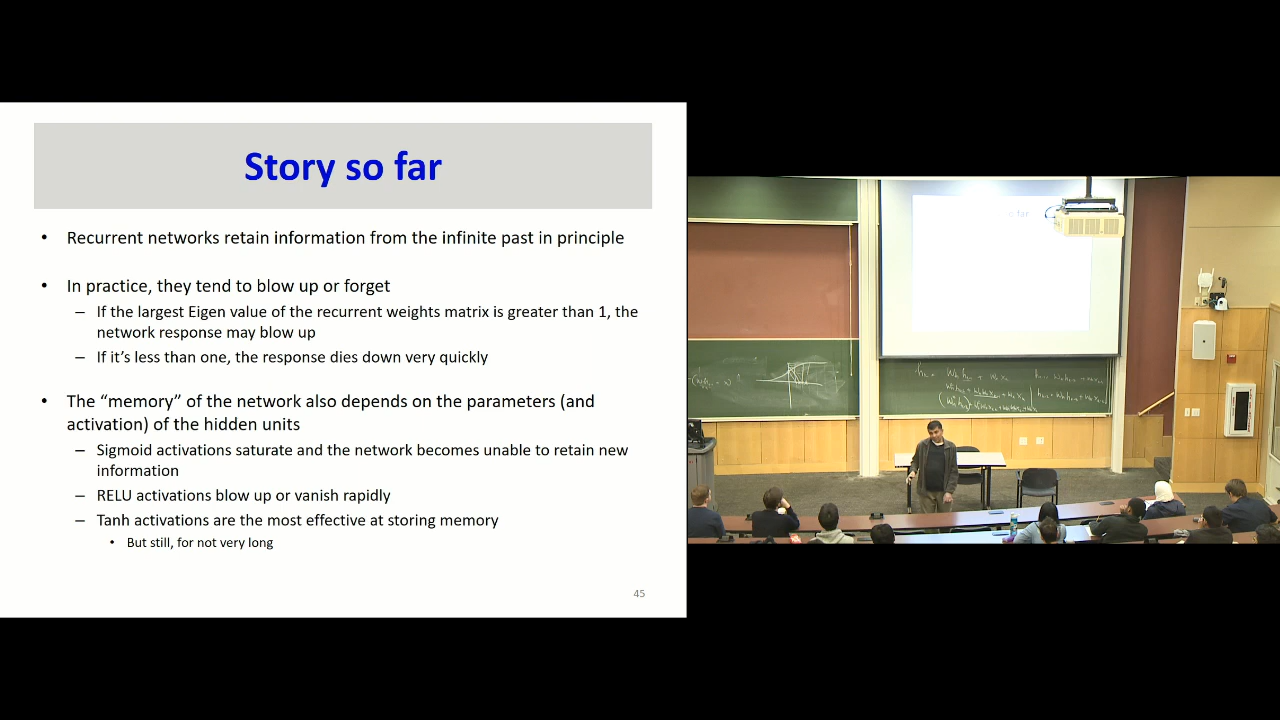 Story so far
• Recurrent networks retain information from the infinite past in principle
• In practice, they tend to blow up or forget
– If the largest Eigen value of the recurrent weights matrix is greater than 1, the
network response may blow up
– If it's less than one, the response dies down very quickly
• The “memory” of the network also depends on the parameters (and
activation) of the hidden units
– Sigmoid activations saturate and the network becomes unable to retain new
information
– RELU activations blow up or vanish rapidly
– Tanh activations are the most effective at storing memory
• But still, for not very long
45
far